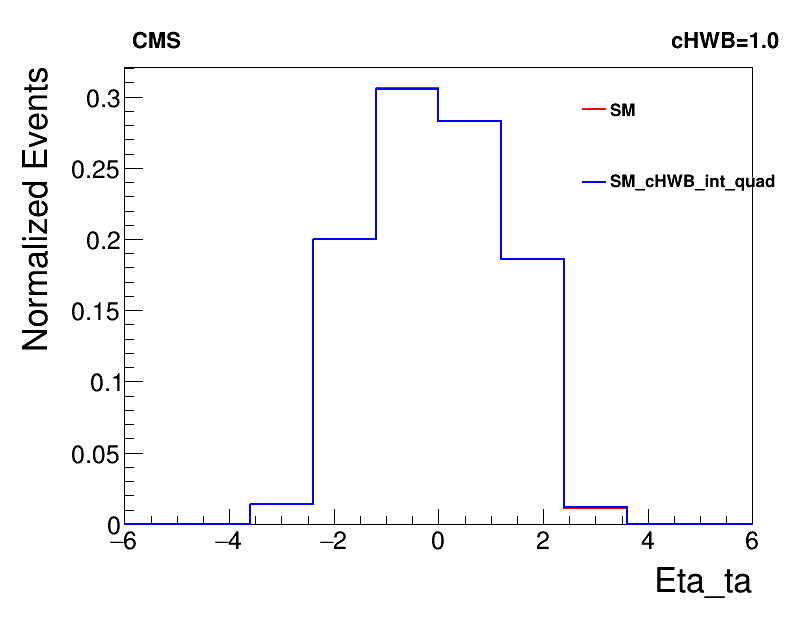 CMS
cHWB=1.0
Normalized Events
0.3
0.25
0.2
0.15
0.1
0.05
0
SM
SM_cHWB_int_quad
−6 −4 −2 0 2 4 6
Eta_ta